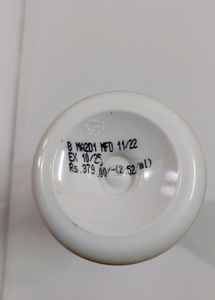 B MA201 MFD 11/22
EX 10/25
Rs.379.00/-(2.52/ml)